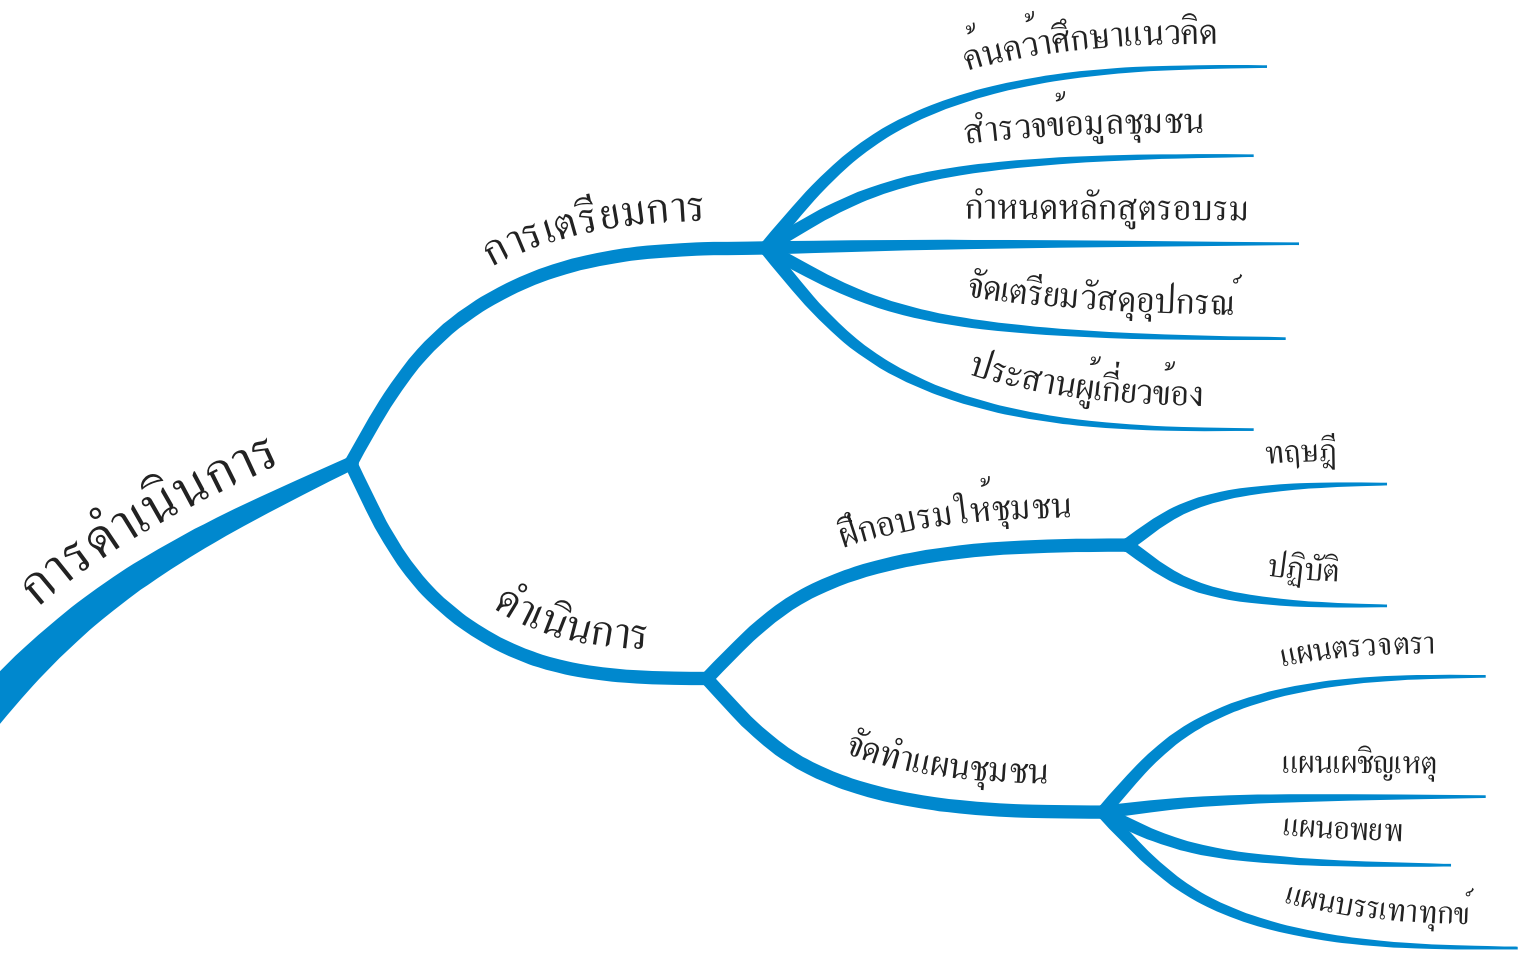 การดำเนินการ
การเตรียมการ
ค้นคว้าศึกษาแนวคิด
สำรวจข้อมูลชุมชน
กำหนดหลักสูตรอบรม
จัดเตรียมวัสดุอุปกรณ์
ประสานผู้เกี่ยวข้อง
ดำเนินการ
ฝึกอบรมให้ชุมชน
ทฤษฎี
ปฏิบัติ
จัดทำแผนชุมชน
แผนตรวจตรา
แผนเผชิญเหตุ
แผนอพยพ
แผนบรรเทาทุกข์